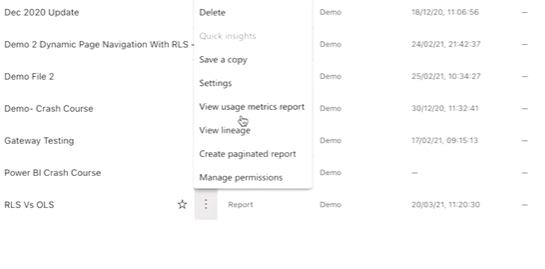 Dec 2020 Update Delete Demo 18/12/20, 11:06:56 —
Quick insights
Demo 2 Dynamic Page Navigation With RLS - Demo 24/02/21, 21:42:37 —
Save a copy
Demo File 2 Demo 25/02/21, 10:34:27 —
Settings
Demo- Crash Course View usage metrics report Demo 30/12/20, 11:32:41 —
View lineage
Gateway Testing Demo 17/02/21, 09:15:13 —
Create paginated report
Power BI Crash Course Demo — —
Manage permissions
RLS Vs OLS Report Demo 20/03/21, 11:20:30 —